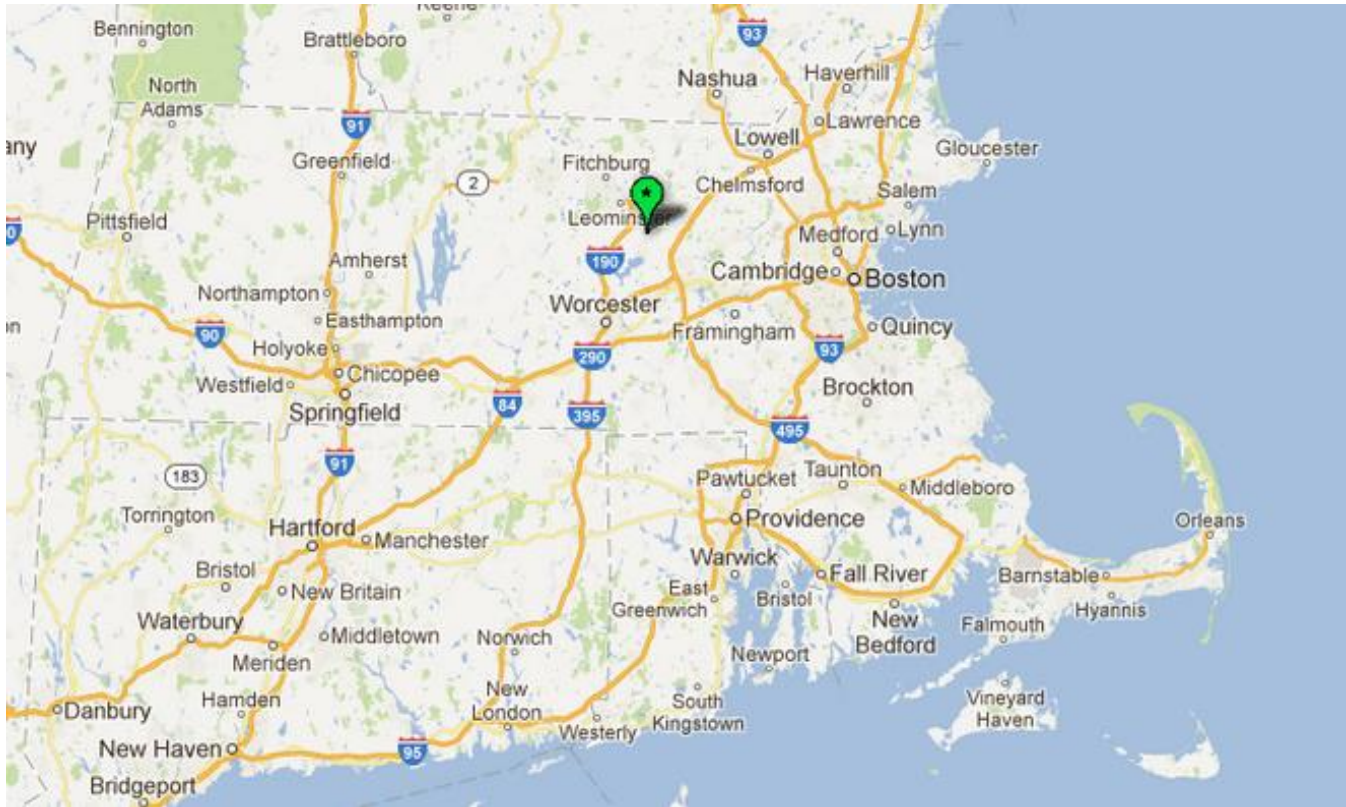 Keene
Bennington
Brattleboro
93
Nashua
Haverhill
North
Adams
91
Lawrence
Lowell
any
Greenfield
Fitchburg
Gloucester
2
Chelmsford
Salem
Leominster
Pittsfield
Lynn
Medford
Amherst
190
Cambridge
Boston
Northampton
Worcester
Easthampton
Framingham
Quincy
90
Holyoke
290
93
Chicopee
Westfield
Brockton
Springfield
84
395
495
91
183
Pawtucket
Taunton
Middleboro
Torrington
Providence
Orleans
Hartford
Manchester
Warwick
Fall River
Bristol
Barnstable
New Britain
East
Greenwich
Bristol
Hyannis
Waterbury
Middletown
Norwich
New
Bedford
Falmouth
Meriden
Newport
Hamden
New
London
South
Kingstown
Vineyard
Haven
Danbury
Westerly
New Haven
95
Bridgeport